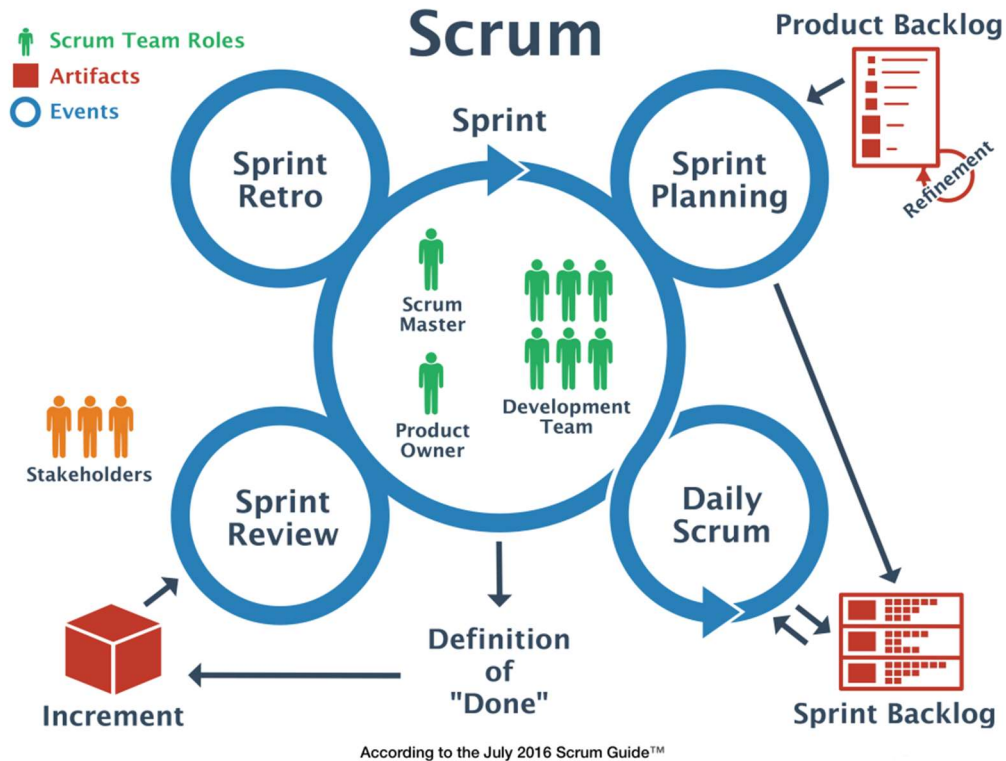 Scrum
Scrum Team Roles
Artifacts
Events
Product Backlog
Refinement
Sprint
Sprint
Retro
Sprint
Planning
Scrum
Master
Product
Owner
Development
Team
Stakeholders
Sprint
Review
Daily
Scrum
Definition
of
"Done"
Increment
Sprint Backlog
According to the July 2016 Scrum Guide™